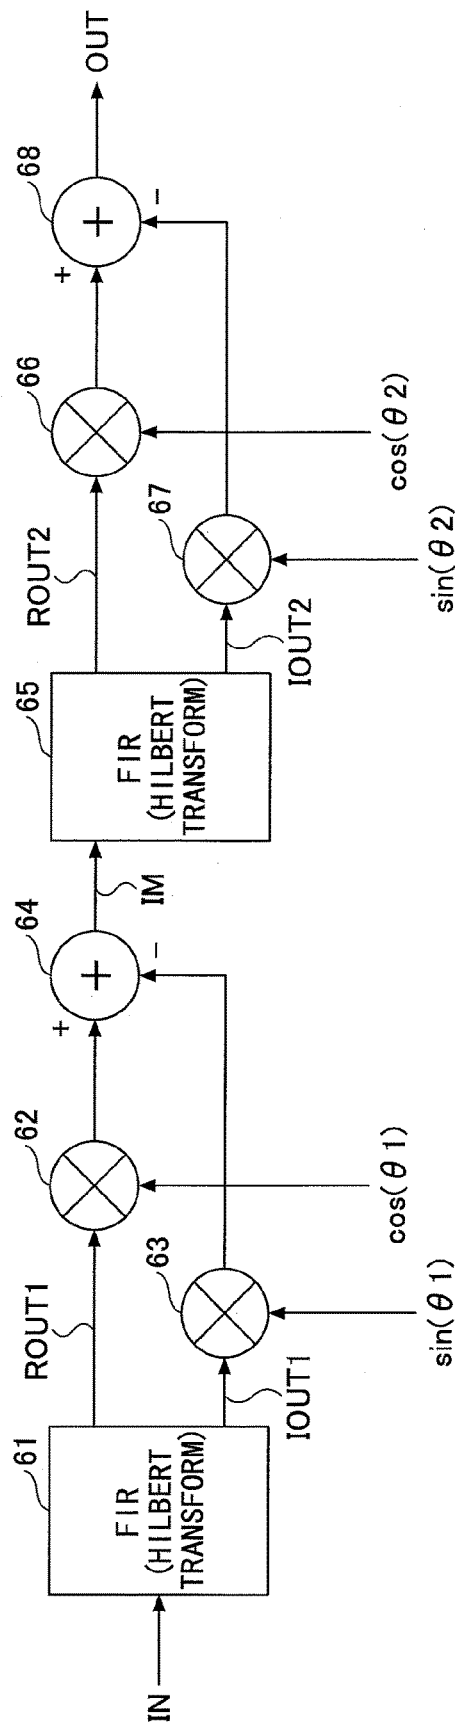 IN
61
FIR
(HILBERT
TRANSFORM)
ROUT1
IOUT1
62
63
cos(θ1)
sin(θ1)
+
-
+
64
IM
65
FIR
(HILBERT
TRANSFORM)
ROUT2
IOUT2
66
67
cos(θ2)
sin(θ2)
+
-
+
68
OUT